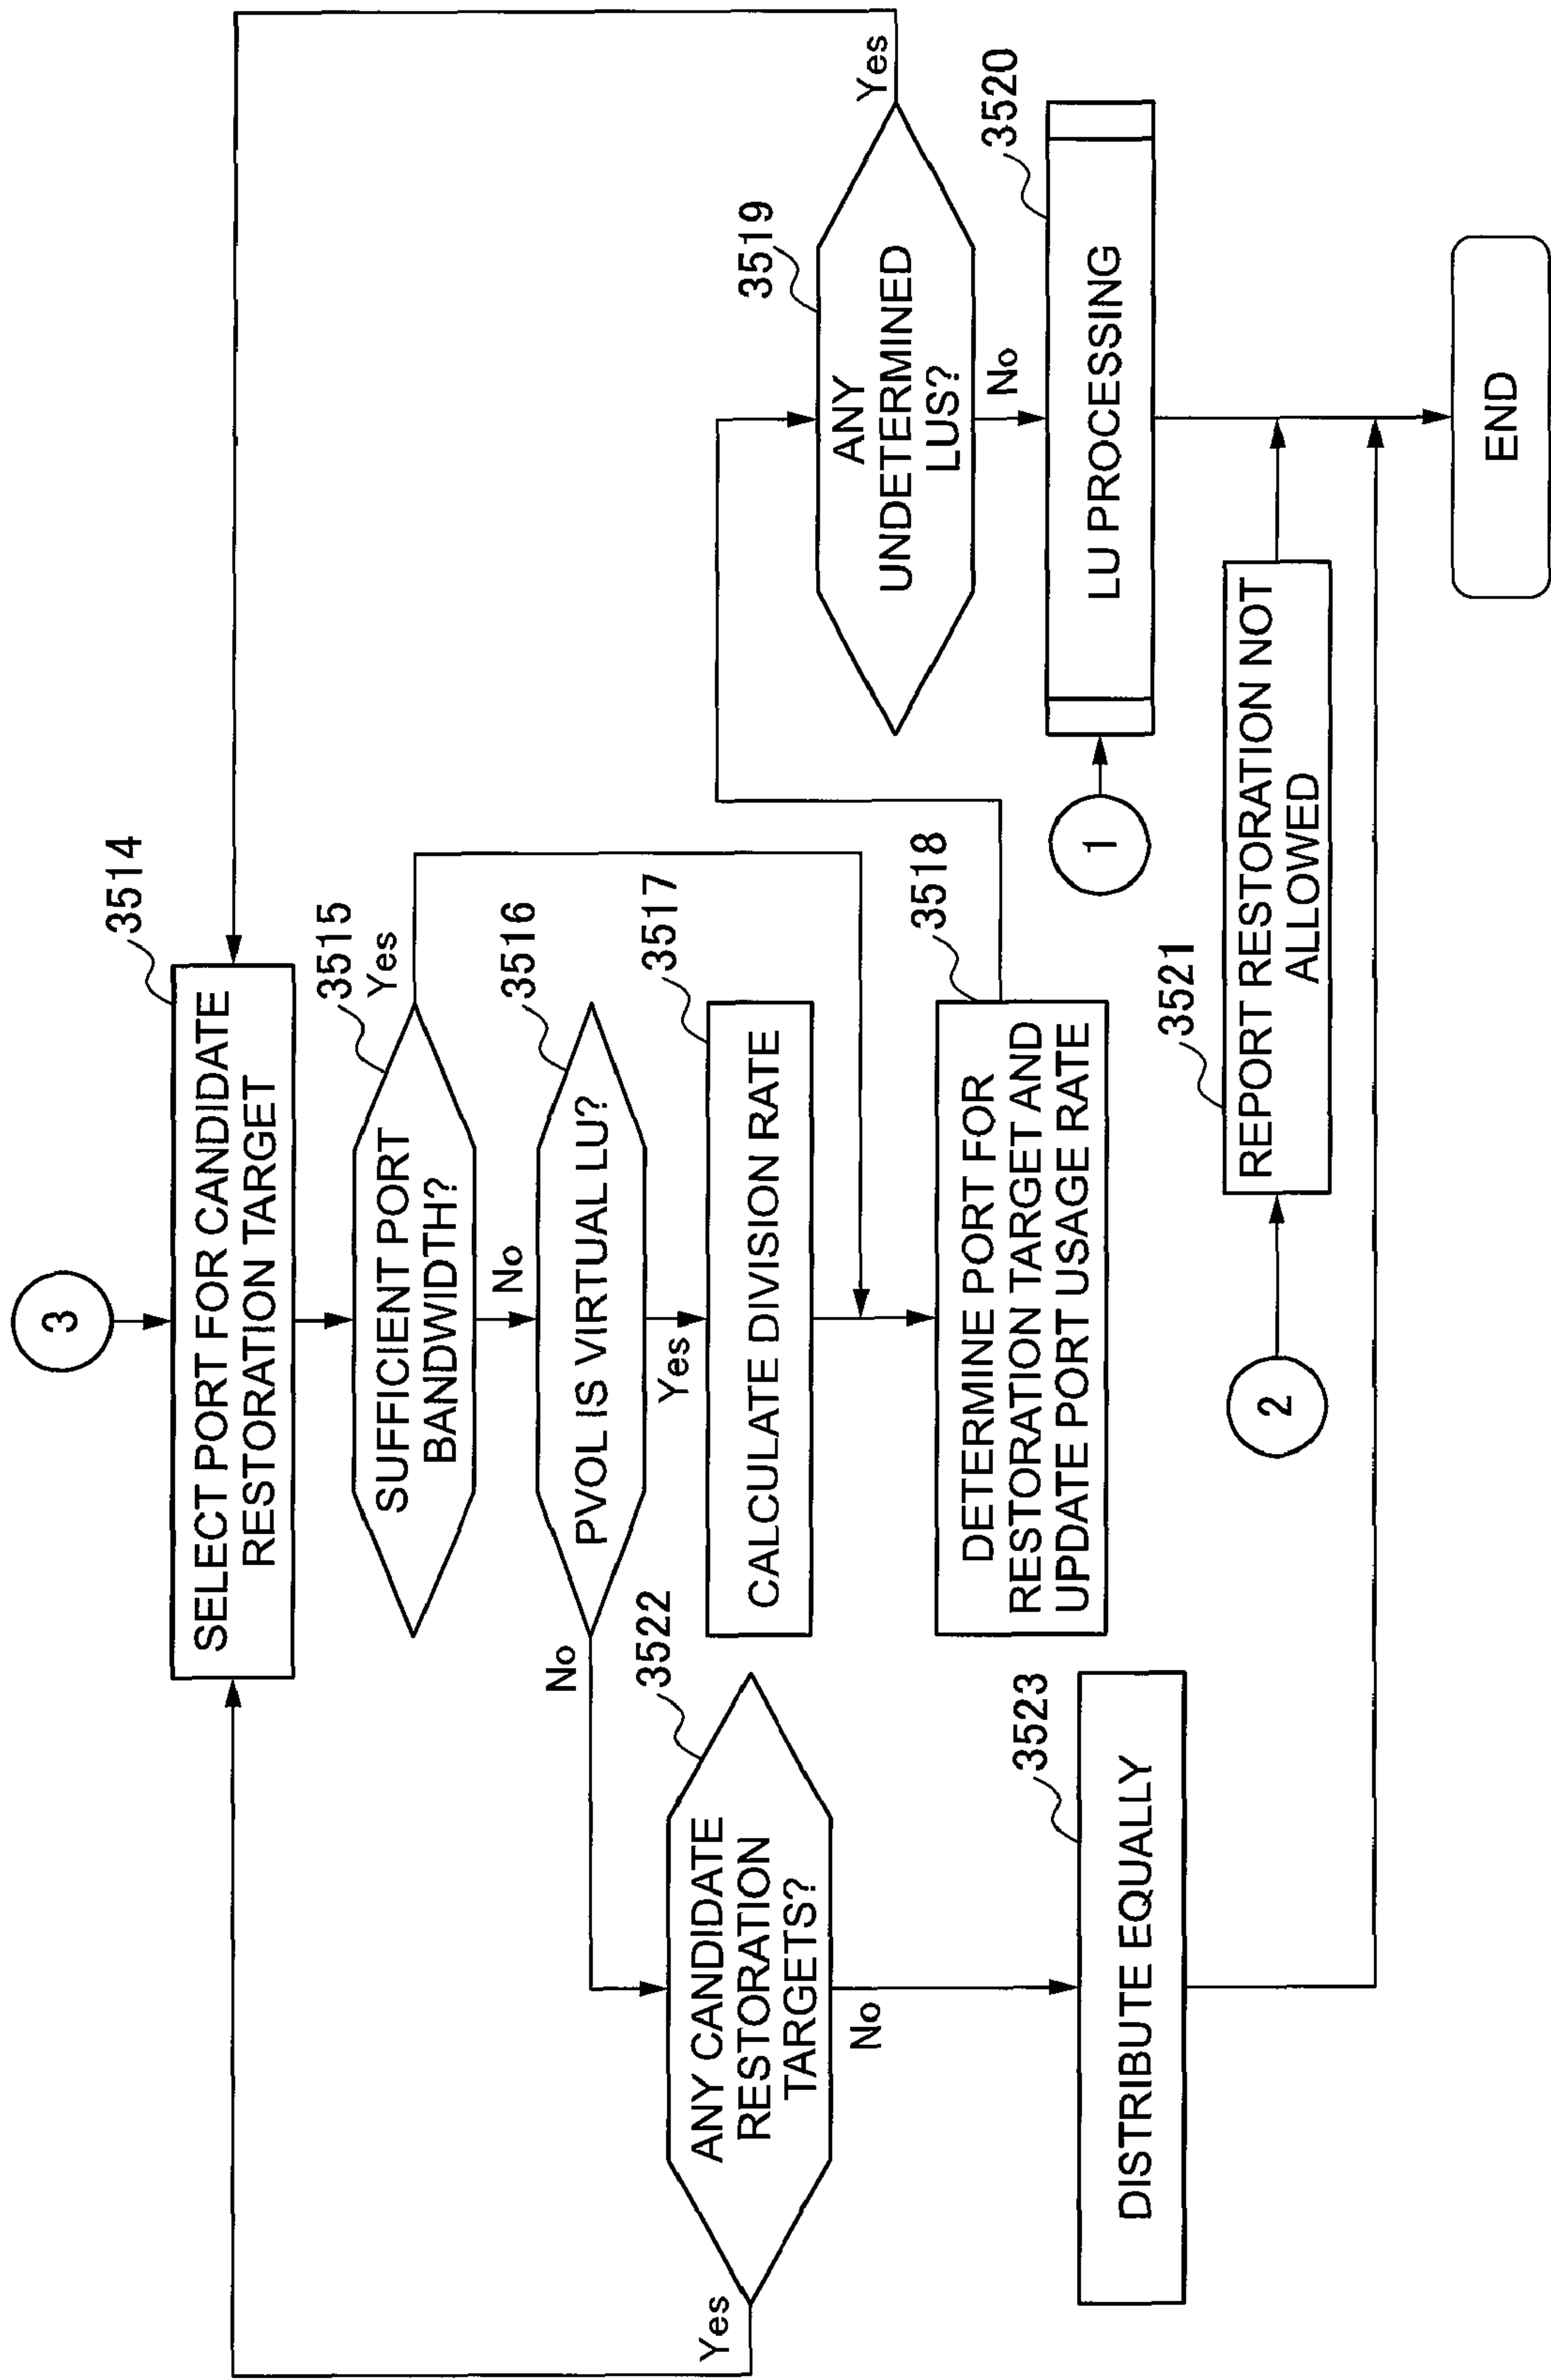 3
3514
SELECT PORT FOR CANDIDATE
RESTORATION TARGET
3515
SUFFICIENT PORT
BANDWIDTH?
Yes
No
3516
PVOL IS VIRTUAL LU?
No
Yes
3517
CALCULATE DIVISION RATE
3518
DETERMINE PORT FOR
RESTORATION TARGET AND
UPDATE PORT USAGE RATE
3522
ANY CANDIDATE
RESTORATION
TARGETS?
Yes
No
3523
DISTRIBUTE EQUALLY
3519
ANY
UNDETERMINED
LUS?
Yes
No
3520
LU PROCESSING
1
3521
REPORT RESTORATION NOT
ALLOWED
2
END